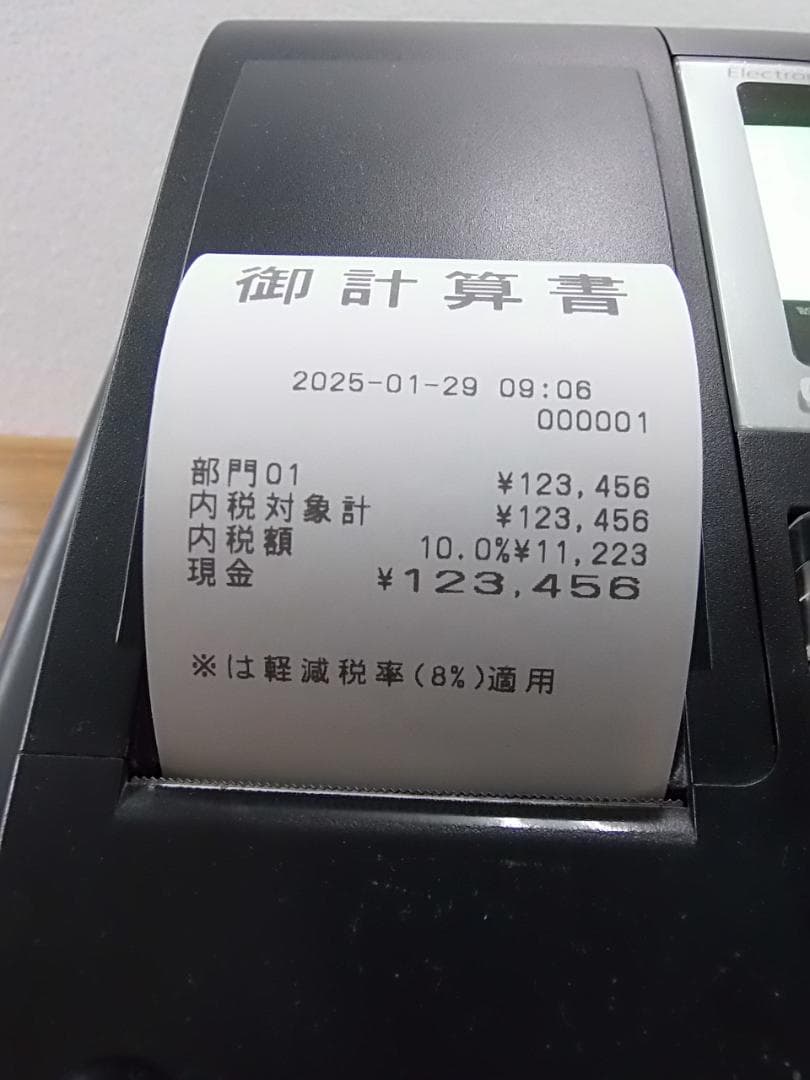 Electro
御計算書
2025-01-29 09:06
000001
部門01 ¥123,456
内税対象計 ¥123,456
内税額 10.0%¥11,223
現金 ¥123,456
※は軽減税率(8%)適用